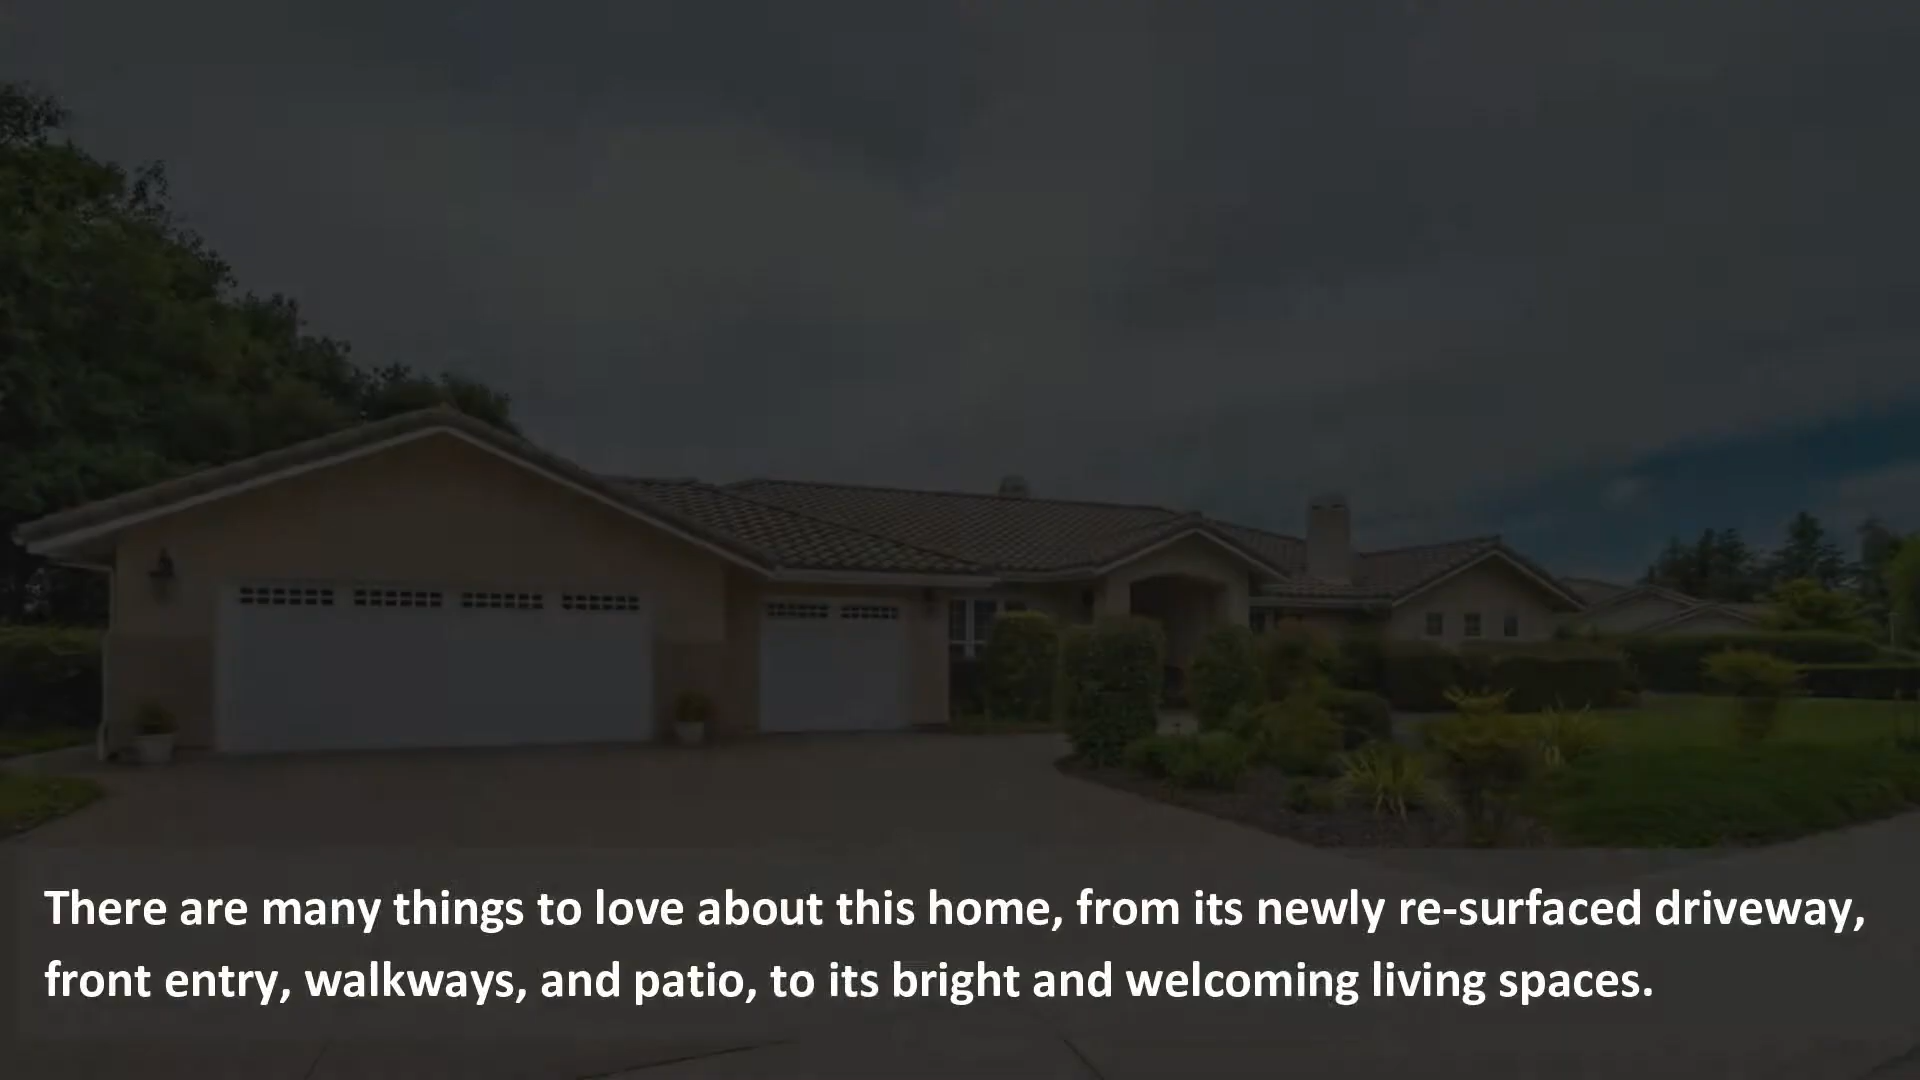 There are many things to love about this home, from its newly re-surfaced driveway,
front entry, walkways, and patio, to its bright and welcoming living spaces.